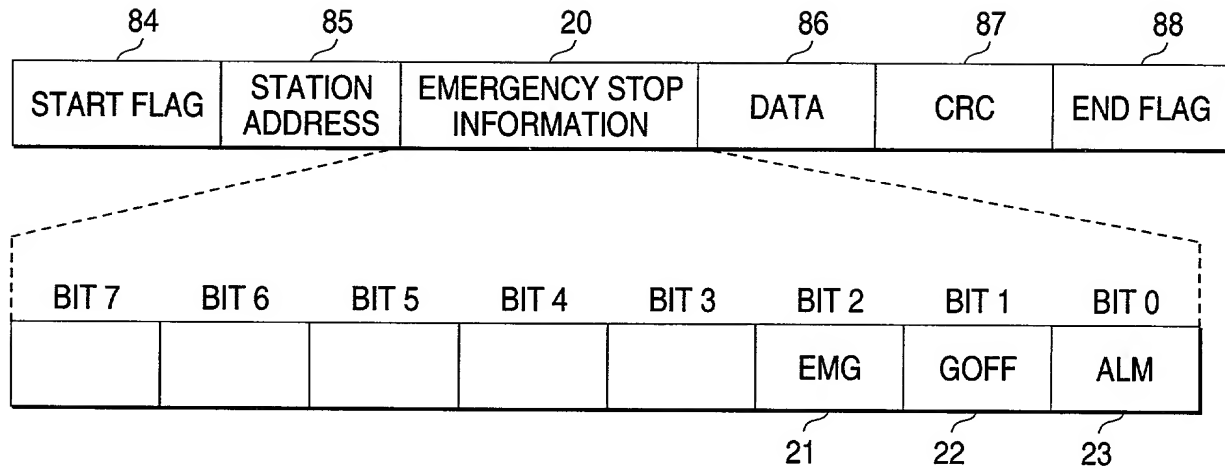 84 85 20 86 87 88
START FLAG
STATION ADDRESS
EMERGENCY STOP INFORMATION
DATA
CRC
END FLAG
BIT 7 BIT 6 BIT 5 BIT 4 BIT 3 BIT 2 BIT 1 BIT 0
EMG GOFF ALM
21 22 23